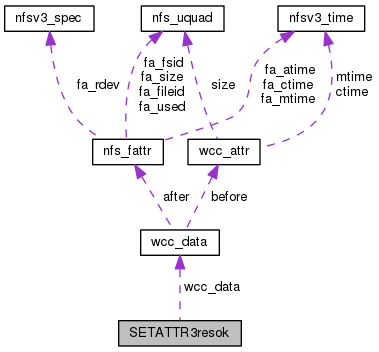 nfsv3_spec
nfs_uquad
nfsv3_time
fa_rdev
fa_fsid
fa_size
fa_fileid
fa_used
size
fa_atime
fa_ctime
fa_mtime
mtime
ctime
nfs_fattr
wcc_attr
after
before
wcc_data
wcc_data
SETATTR3resok